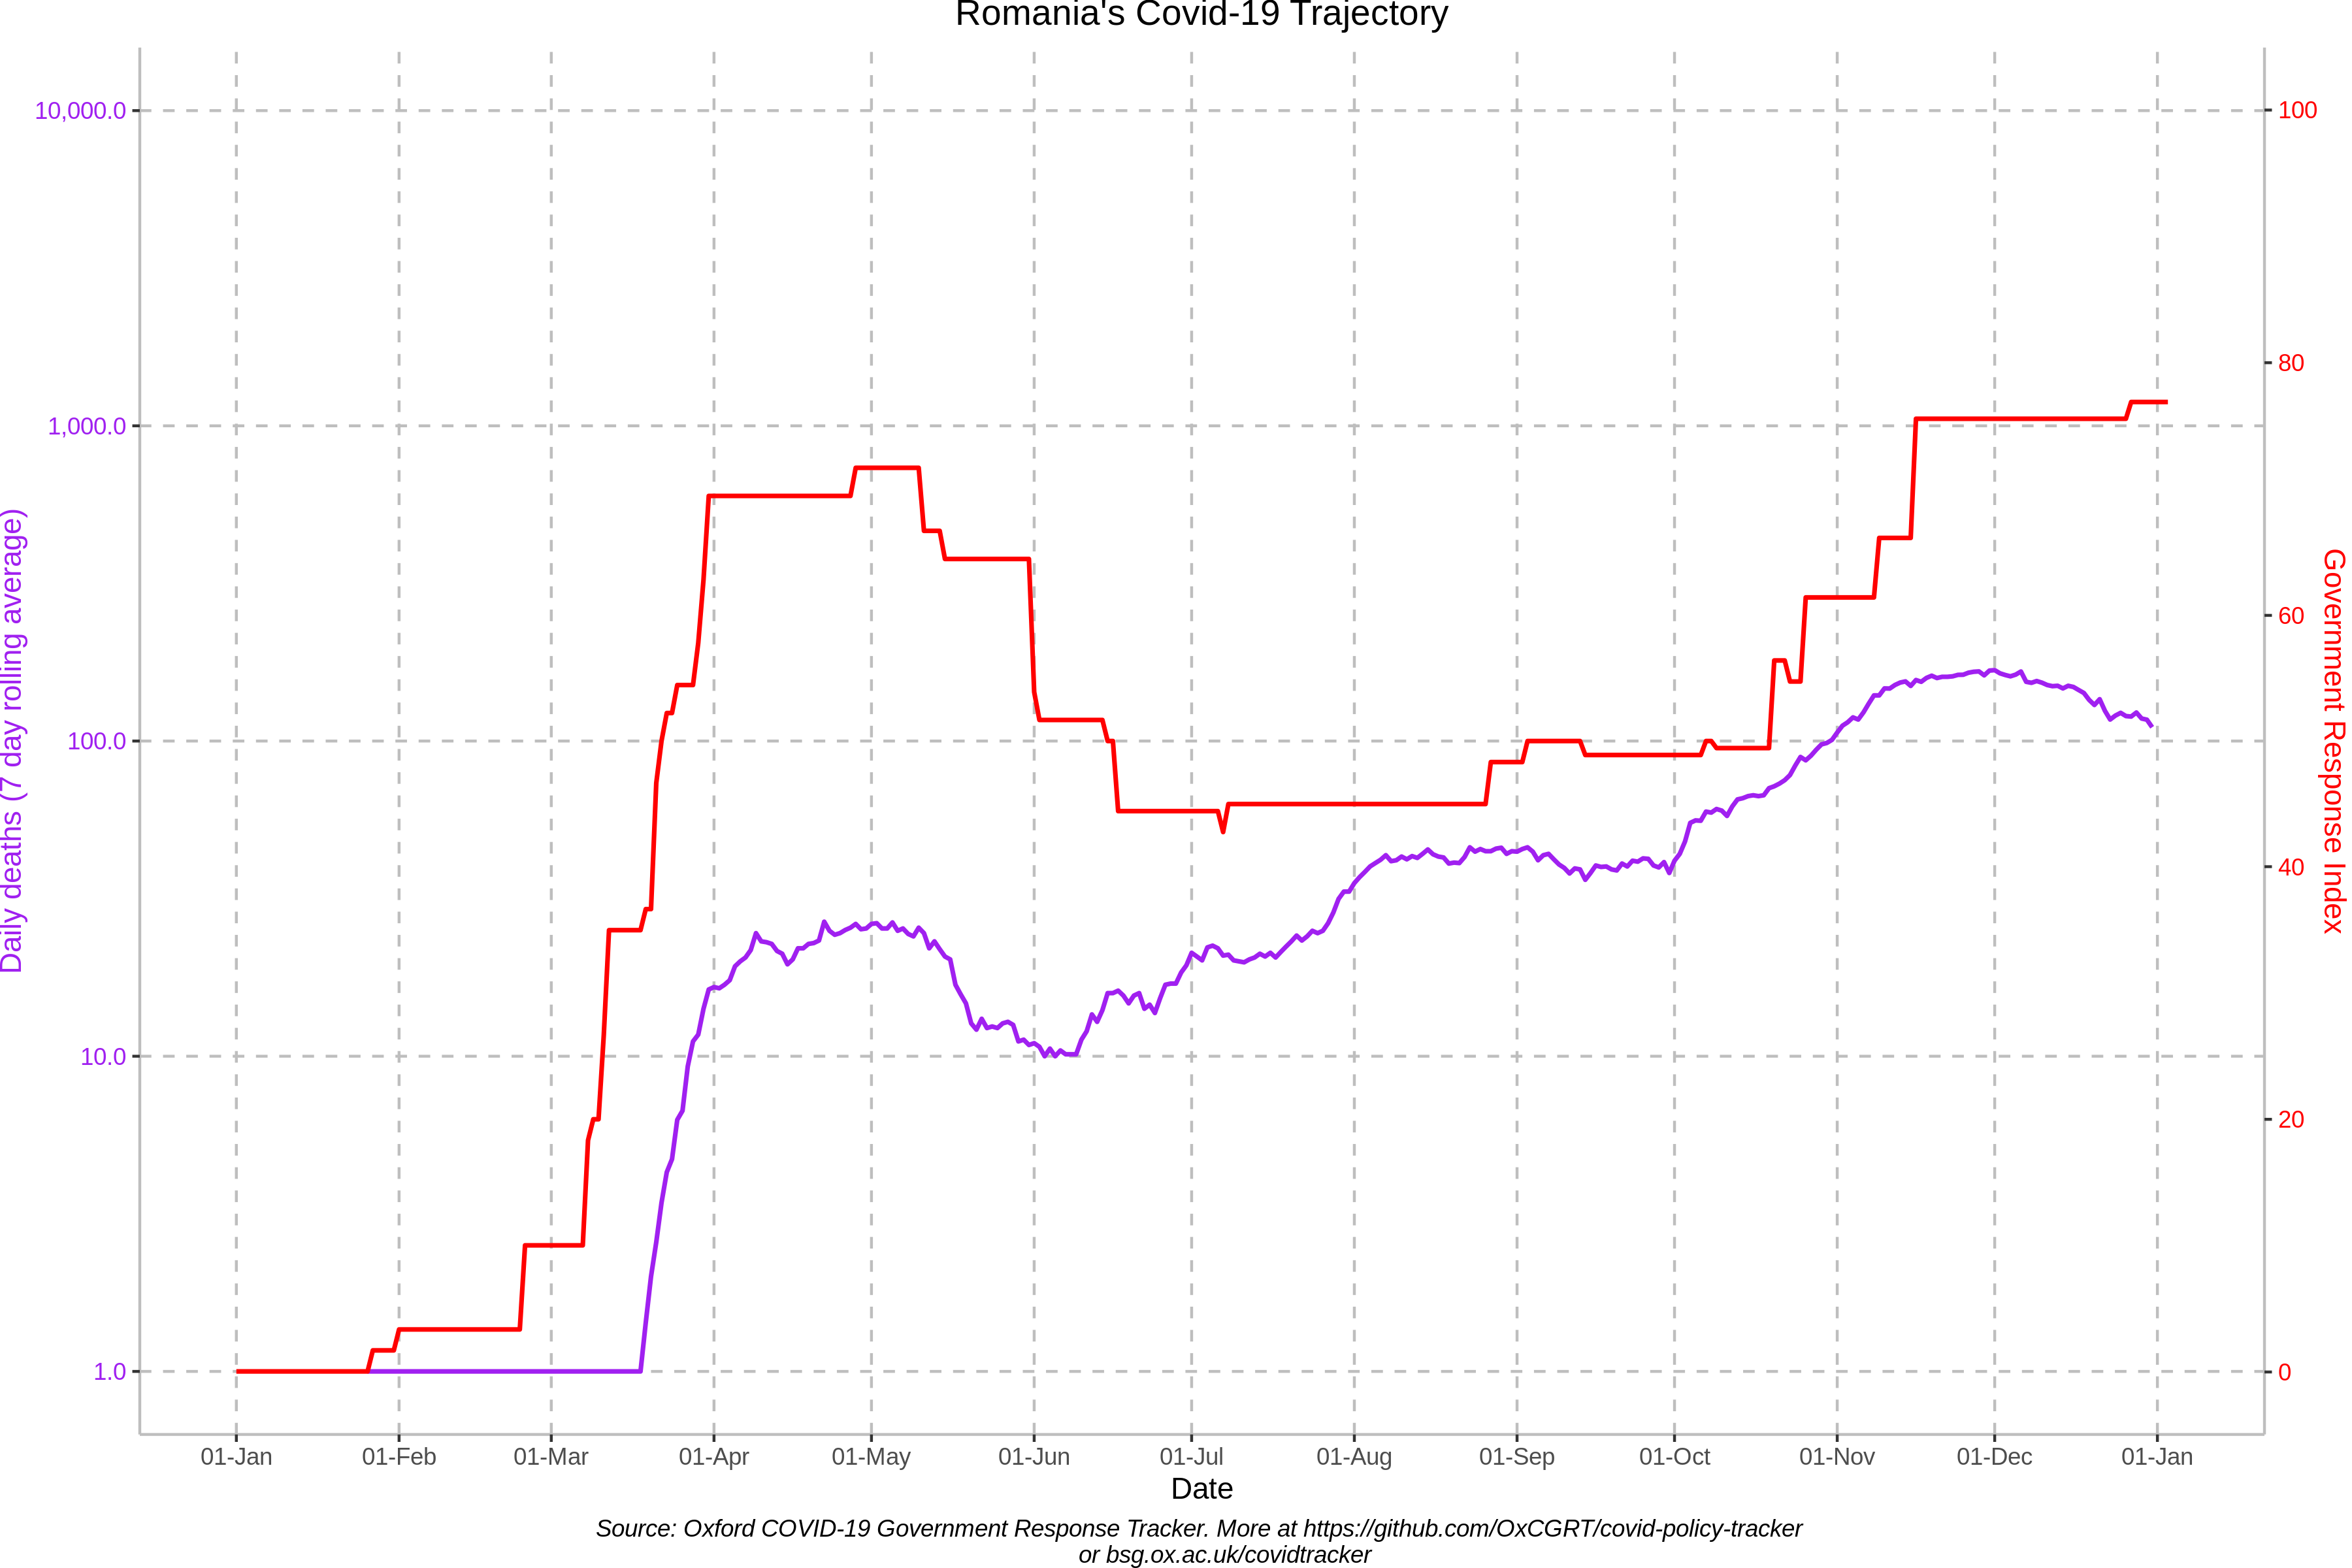 Romania's Covid-19 Trajectory
10,000.0
1,000.0
100.0
10.0
1.0
Daily deaths (7 day rolling average)
100
80
60
40
20
0
Government Response Index
01-Jan
01-Feb
01-Mar
01-Apr
01-May
01-Jun
01-Jul
01-Aug
01-Sep
01-Oct
01-Nov
01-Dec
01-Jan
Date
Source: Oxford COVID-19 Government Response Tracker. More at https://github.com/OxCGRT/covid-policy-tracker
or bsg.ox.ac.uk/covidtracker